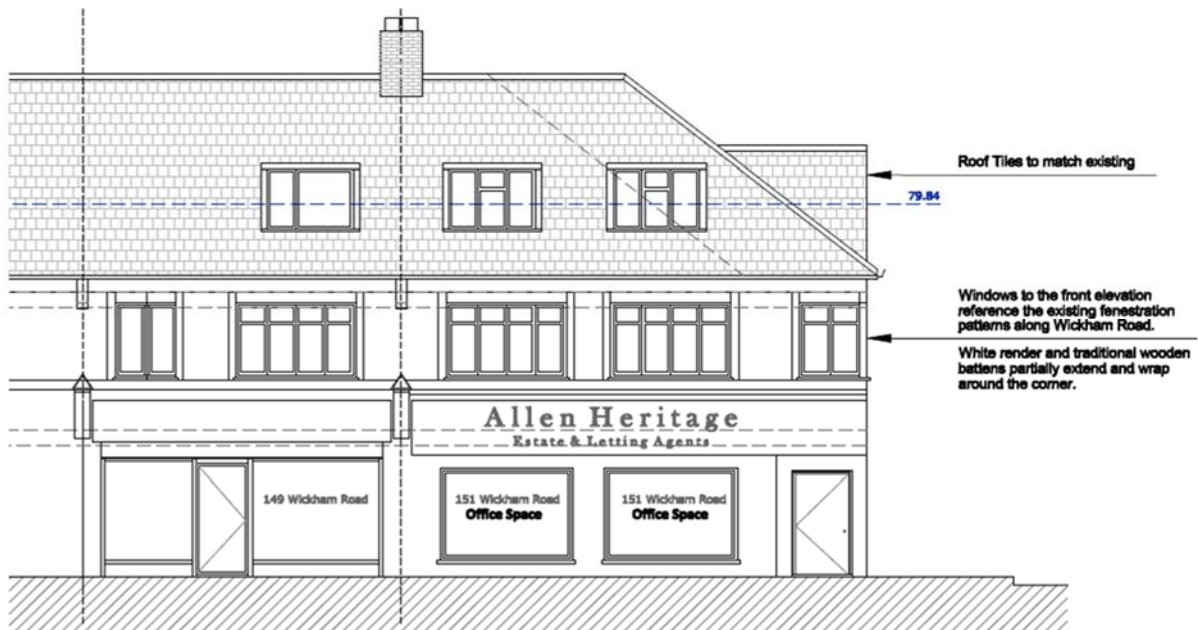 Roof Tiles to match existing
79.84
Windows to the front elevation
reference the existing fenestration
patterns along Wickham Road.
White render and traditional wooden
battens partially extend and wrap
around the corner.
Allen Heritage
Estate & Letting Agents
149 Wickham Road
151 Wickham Road
Office Space
151 Wickham Road
Office Space